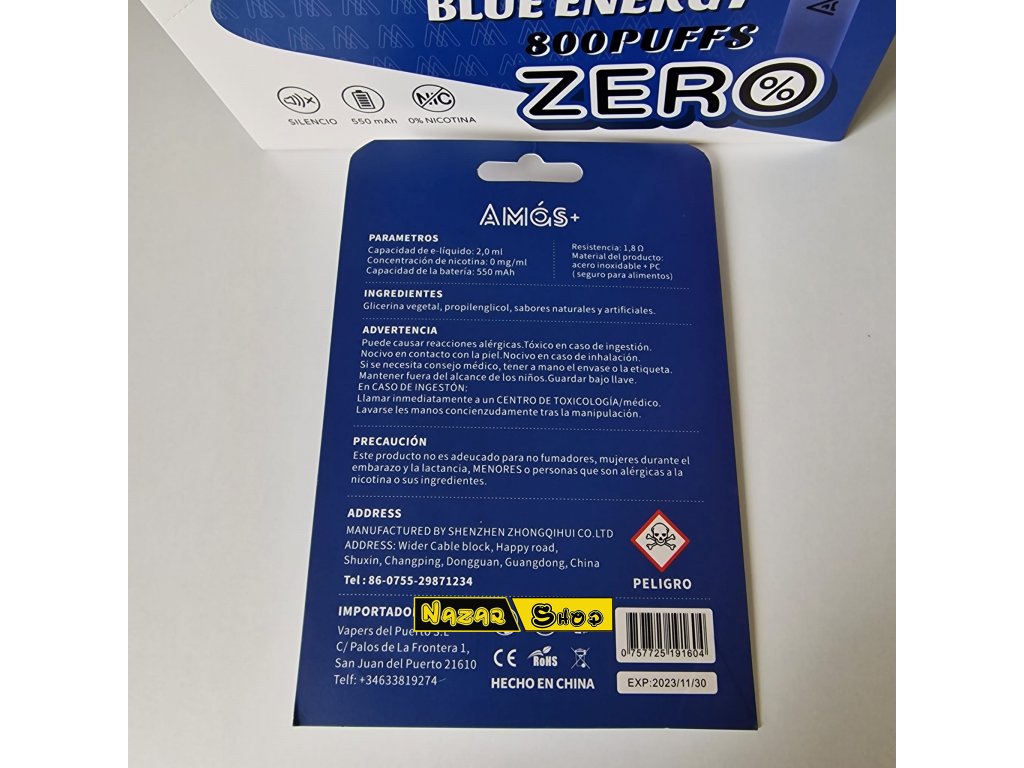 BLUE ENERGY
800PUFFS
ZERO%
SILENCIO
550 mAh
NIC
0% NICOTINA
AMÓS+
PARAMETROS
Capacidad de e-líquido: 2,0 ml
Concentración de nicotina: 0 mg/ml
Capacidad de la batería: 550 mAh
Resistencia: 1,8 Ω
Material del producto:
acero inoxidable + PC
( seguro para alimentos)
INGREDIENTES
Glicerina vegetal, propilenglicol, sabores naturales y artificiales.
ADVERTENCIA
Puede causar reacciones alérgicas.Tóxico en caso de ingestión.
Nocivo en contacto con la piel.Nocivo en caso de inhalación.
Si se necesita consejo médico, tener a mano el envase o la etiqueta.
Mantener fuera del alcance de los niños.Guardar bajo llave.
En CASO DE INGESTÓN:
Llamar inmediatamente a un CENTRO DE TOXICOLOGÍA/médico.
Lavarse les manos concienzudamente tras la manipulación.
PRECAUCIÓN
Este producto no es adeucado para no fumadores, mujeres durante el
embarazo y la lactancia, MENORES o personas que son alérgicas a la
nicotina o sus ingredientes.
ADDRESS
MANUFACTURED BY SHENZHEN ZHONGQIHUI CO.LTD
ADDRESS: Wider Cable block, Happy road,
Shuxin, Changping, Dongguan, Guangdong, China
Tel : 86-0755-29871234
PELIGRO
IMPORTADO
Nazar Shop
Vapers del Puerto S.L
C/ Palos de La Frontera 1,
San Juan del Puerto 21610
Telf: +34633819274
CE RoHS
HECHO EN CHINA
0 757725 191604
EXP:2023/11/30